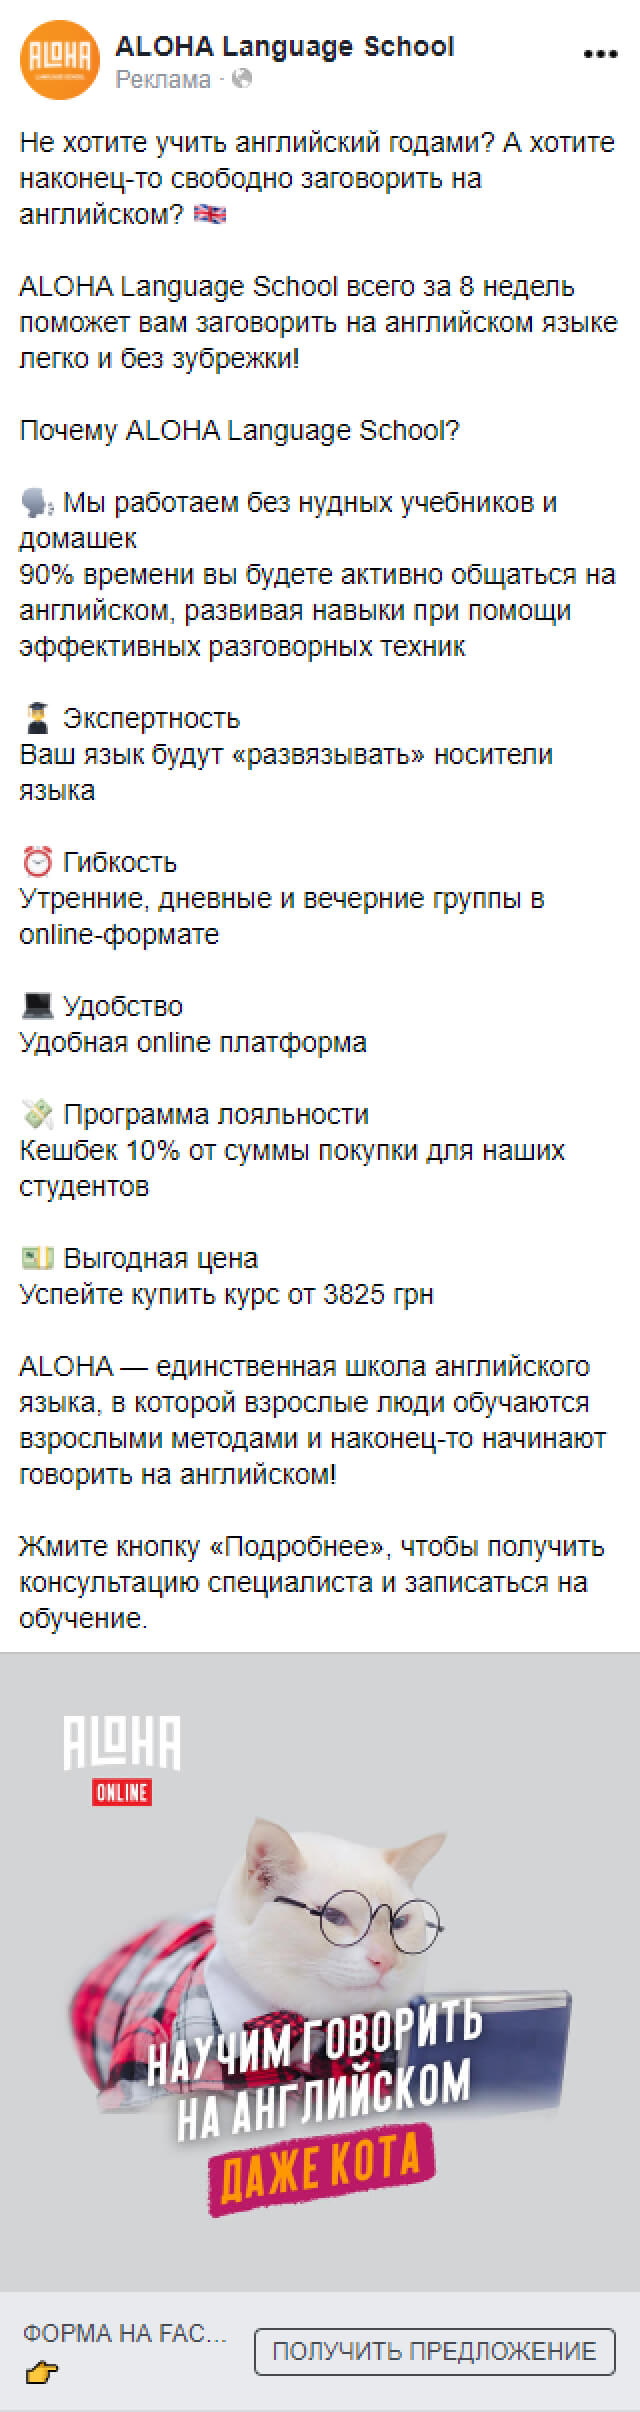 ALOHA
LANGUAGE SCHOOL
ALOHA Language School
Реклама ·
Не хотите учить английский годами? А хотите
наконец-то свободно заговорить на
английском? 🇬🇧
ALOHA Language School всего за 8 недель
поможет вам заговорить на английском языке
легко и без зубрежки!
Почему ALOHA Language School?
🗣 Мы работаем без нудных учебников и
домашек
90% времени вы будете активно общаться на
английском, развивая навыки при помощи
эффективных разговорных техник
👨‍🎓 Экспертность
Ваш язык будут «развязывать» носители
языка
⏰ Гибкость
Утренние, дневные и вечерние группы в
online-формате
💻 Удобство
Удобная online платформа
💸 Программа лояльности
Кешбек 10% от суммы покупки для наших
студентов
💵 Выгодная цена
Успейте купить курс от 3825 грн
ALOHA — единственная школа английского
языка, в которой взрослые люди обучаются
взрослыми методами и наконец-то начинают
говорить на английском!
Жмите кнопку «Подробнее», чтобы получить
консультацию специалиста и записаться на
обучение.
ALOHA
ONLINE
НАУЧИМ ГОВОРИТЬ
НА АНГЛИЙСКОМ
ДАЖЕ КОТА
ФОРМА НА FAC...
👉
ПОЛУЧИТЬ ПРЕДЛОЖЕНИЕ